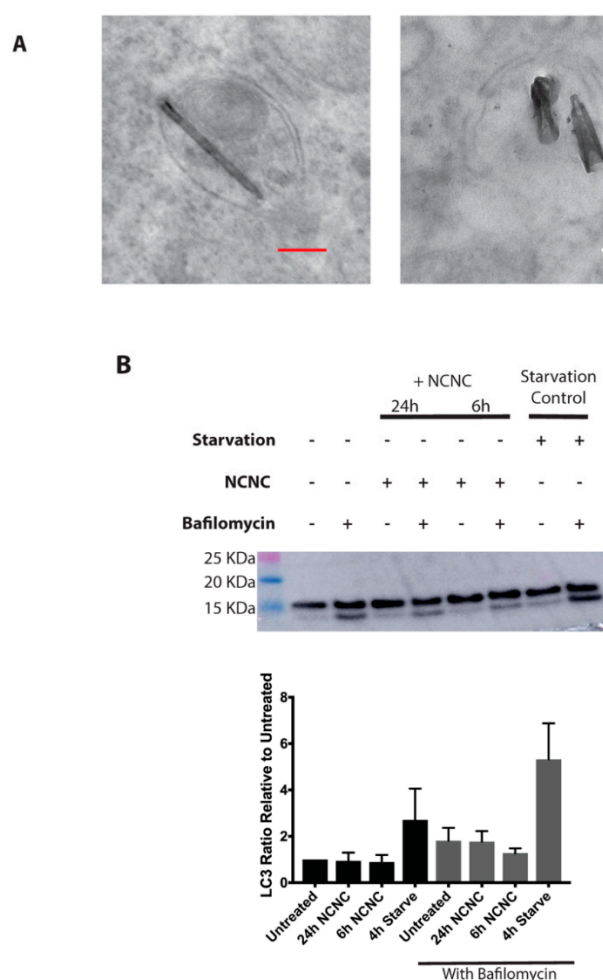 A
B
+ NCNC
Starvation Control
24h 6h
Starvation - - - - - - + +
NCNC - - + + + + - -
Bafilomycin - + - + - + - +
25 KDa
20 KDa
15 KDa
LC3 Ratio Relative to Untreated
8
6
4
2
0
Untreated
24h NCNC
6h NCNC
4h Starve
Untreated
24h NCNC
6h NCNC
4h Starve
With Bafilomycin